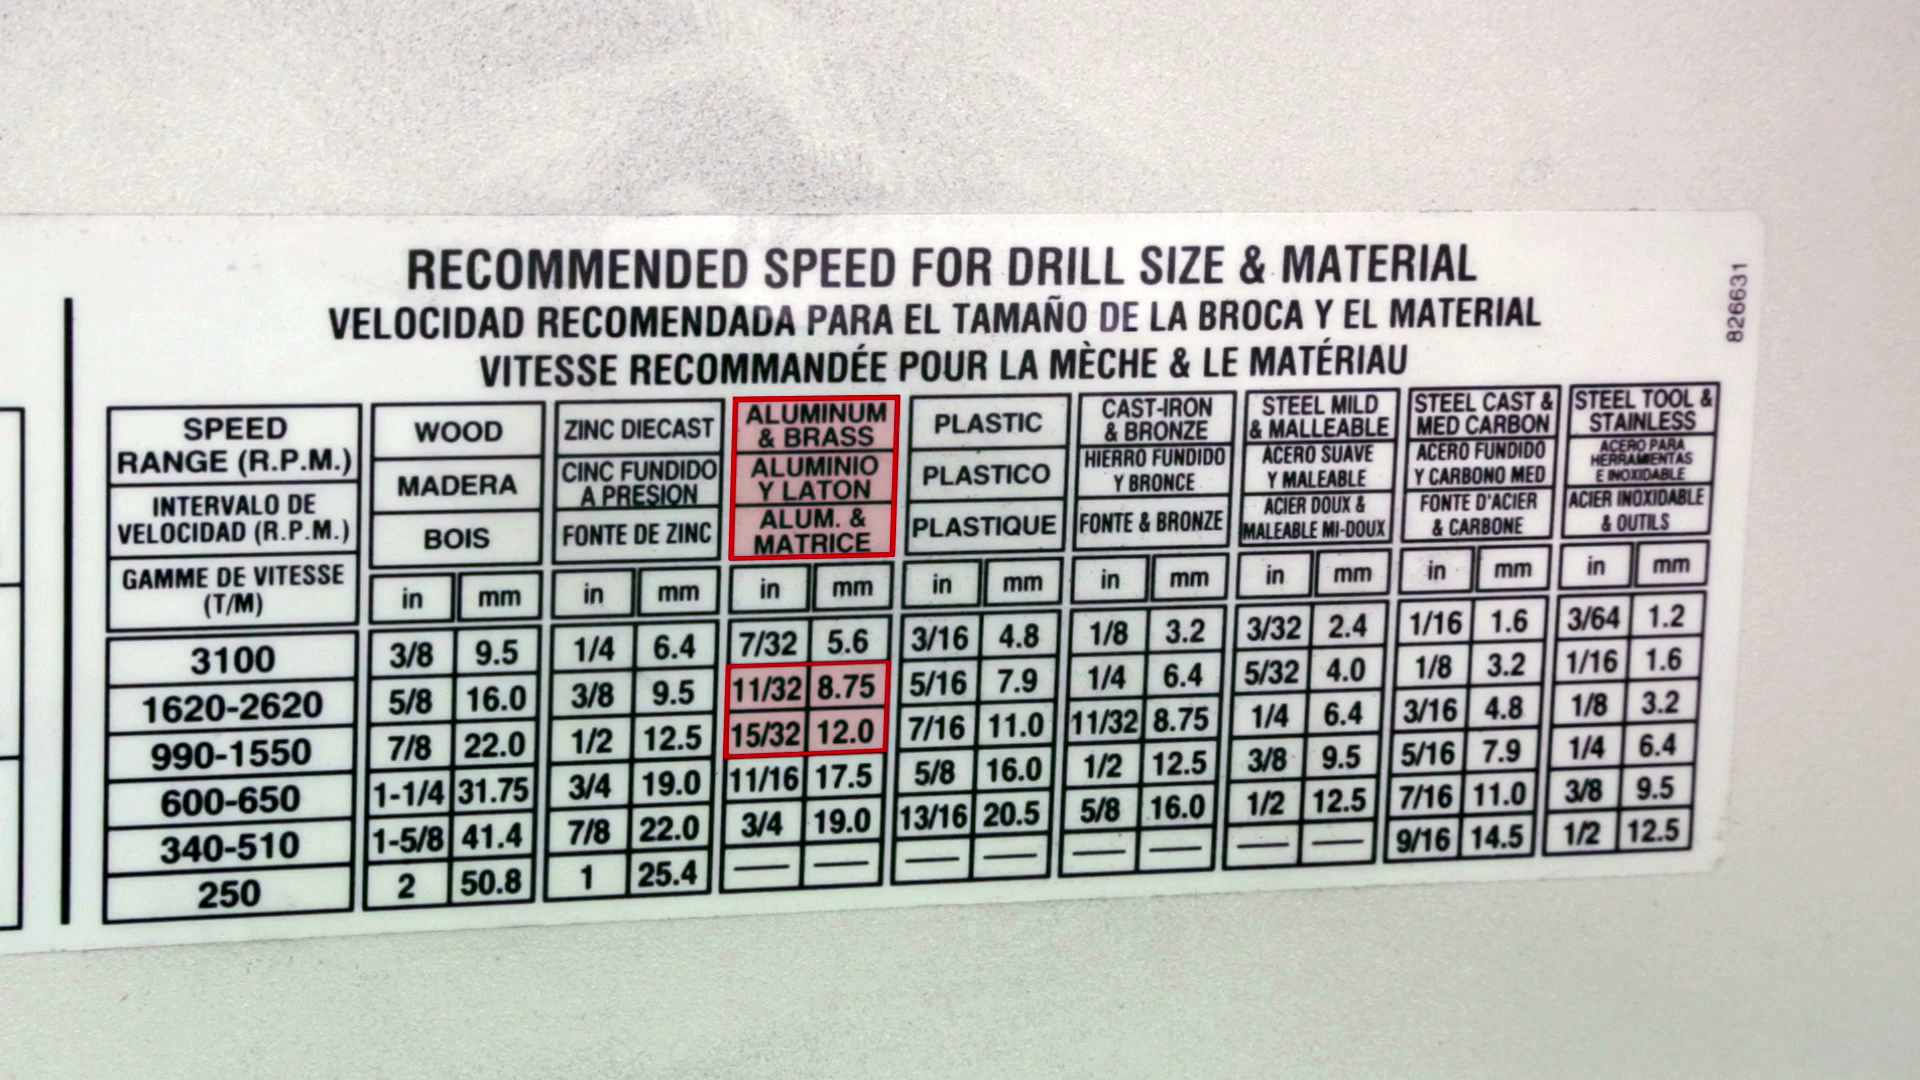 RECOMMENDED SPEED FOR DRILL SIZE & MATERIAL
VELOCIDAD RECOMENDADA PARA EL TAMAÑO DE LA BROCA Y EL MATERIAL
VITESSE RECOMMANDÉE POUR LA MÈCHE & LE MATÉRIAU
826631
SPEED
RANGE (R.P.M.)
INTERVALO DE
VELOCIDAD (R.P.M.)
GAMME DE VITESSE
(T/M)
WOOD
MADERA
BOIS
ZINC DIECAST
CINC FUNDIDO
A PRESION
FONTE DE ZINC
ALUMINUM
& BRASS
ALUMINIO
Y LATON
ALUM. &
MATRICE
PLASTIC
PLASTICO
PLASTIQUE
CAST-IRON
& BRONZE
HIERRO FUNDIDO
Y BRONCE
FONTE & BRONZE
STEEL MILD
& MALLEABLE
ACERO SUAVE
Y MALEABLE
ACIER DOUX &
MALEABLE MI-DOUX
STEEL CAST &
MED CARBON
ACERO FUNDIDO
Y CARBONO MED
FONTE D'ACIER
& CARBONE
STEEL TOOL &
STAINLESS
ACERO PARA
HERRAMIENTAS
E INOXIDABLE
ACIER INOXIDABLE
& OUTILS
in mm in mm in mm in mm in mm in mm in mm in mm
3100 3/8 9.5 1/4 6.4 7/32 5.6 3/16 4.8 1/8 3.2 3/32 2.4 1/16 1.6 3/64 1.2
1620-2620 5/8 16.0 3/8 9.5 11/32 8.75 5/16 7.9 1/4 6.4 5/32 4.0 1/8 3.2 1/16 1.6
990-1550 7/8 22.0 1/2 12.5 15/32 12.0 7/16 11.0 11/32 8.75 1/4 6.4 3/16 4.8 1/8 3.2
600-650 1-1/4 31.75 3/4 19.0 11/16 17.5 5/8 16.0 1/2 12.5 3/8 9.5 5/16 7.9 1/4 6.4
340-510 1-5/8 41.4 7/8 22.0 3/4 19.0 13/16 20.5 5/8 16.0 1/2 12.5 7/16 11.0 3/8 9.5
250 2 50.8 1 25.4 — — — — — — — — 9/16 14.5 1/2 12.5